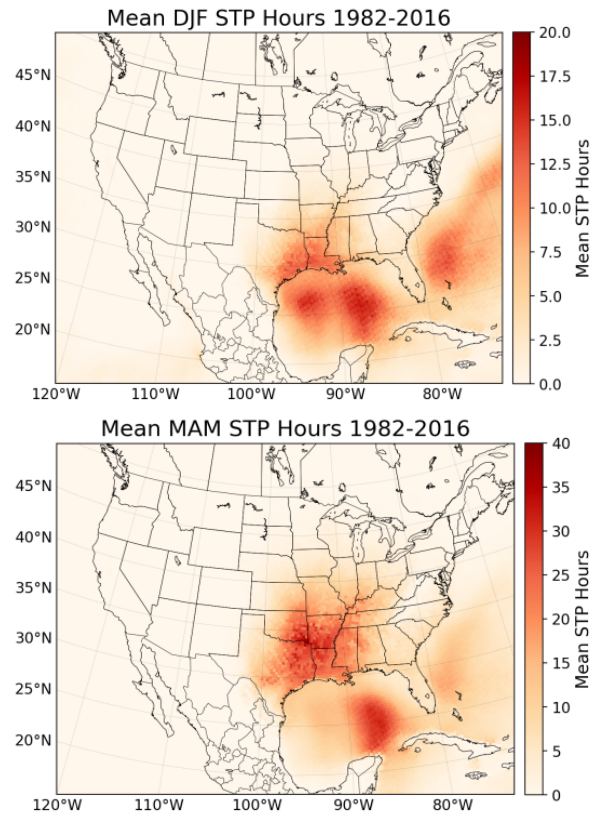 Mean DJF STP Hours 1982-2016
45°N
40°N
35°N
30°N
25°N
20°N
120°W 110°W 100°W 90°W 80°W
20.0
17.5
15.0
12.5
10.0
7.5
5.0
2.5
0.0
Mean STP Hours
Mean MAM STP Hours 1982-2016
45°N
40°N
35°N
30°N
25°N
20°N
120°W 110°W 100°W 90°W 80°W
40
35
30
25
20
15
10
5
0
Mean STP Hours